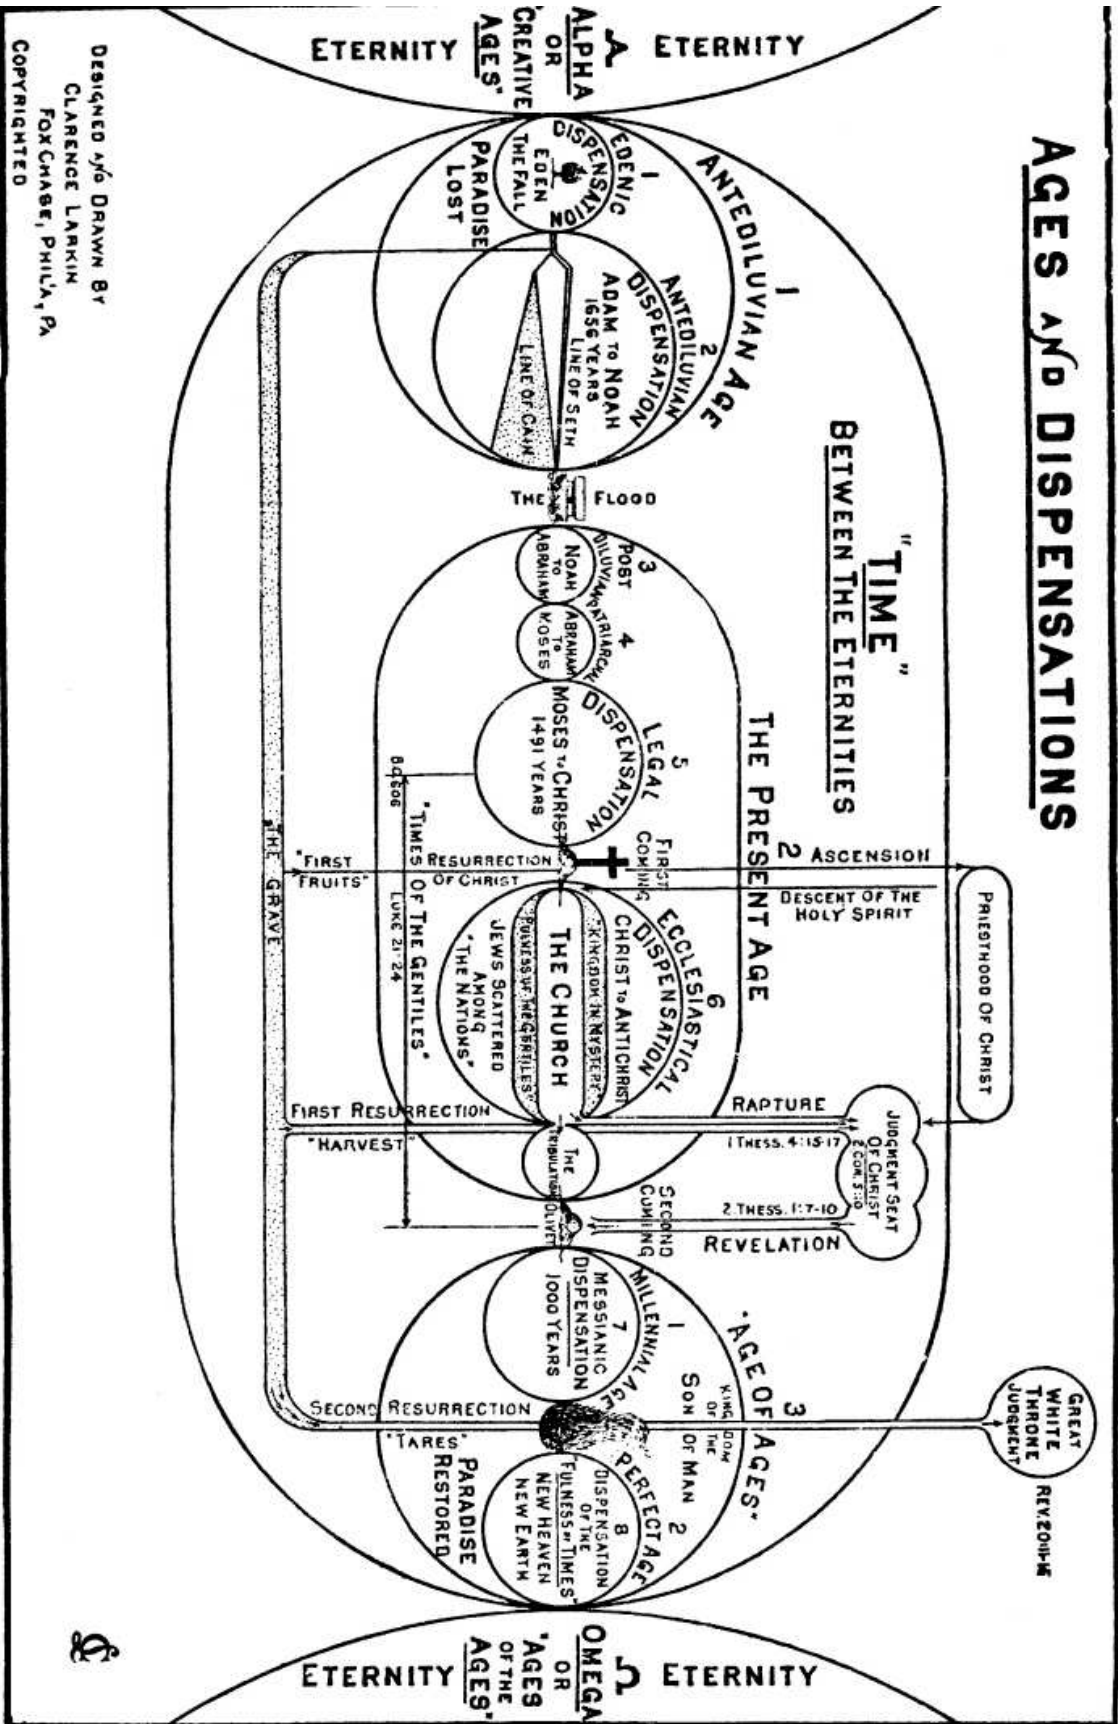 AGES AND DISPENSATIONS
"TIME"
BETWEEN THE ETERNITIES
ETERNITY
A
ALPHA
OR
"CREATIVE
AGES"
ETERNITY
1
ANTEDILUVIAN AGE
1
EDENIC
DISPENSATION
EDEN
THE FALL
PARADISE
LOST
2
ANTEDILUVIAN
DISPENSATION
ADAM TO NOAH
1656 YEARS
LINE OF SETH
LINE OF CAIN
THE FLOOD
2
THE PRESENT AGE
3
POST
DILUVIAN
NOAH
TO
ABRAHAM
4
PATRIARCHAL
ABRAHAM
TO
MOSES
5
LEGAL
DISPENSATION
MOSES TO CHRIST
1491 YEARS
FIRST
COMING
ASCENSION
DESCENT OF THE
HOLY SPIRIT
PRIESTHOOD OF CHRIST
RESURRECTION
OF CHRIST
"FIRST
FRUITS"
6
ECCLESIASTICAL
DISPENSATION
CHRIST TO ANTICHRIST
"KINGDOM IN MYSTERY"
THE CHURCH
"FULNESS OF THE GENTILES"
JEWS SCATTERED
AMONG
"THE NATIONS"
B.C. 606
"TIMES OF THE GENTILES"
LUKE 21:24
RAPTURE
1 THESS. 4:15-17
JUDGMENT SEAT
OF CHRIST
2 COR. 5:10
FIRST RESURRECTION
"HARVEST"
THE
TRIBULATION
OLIVET
SECOND
COMING
2 THESS. 1:7-10
REVELATION
3
"AGE OF AGES"
KINGDOM
OF THE
SON OF MAN
1
MILLENNIAL AGE
7
MESSIANIC
DISPENSATION
1000 YEARS
GREAT
WHITE
THRONE
JUDGMENT
REV. 20:11-15
SECOND RESURRECTION
"TARES"
2
PERFECT AGE
8
DISPENSATION
OF THE
"FULNESS OF TIMES"
NEW HEAVEN
NEW EARTH
PARADISE
RESTORED
"THE GRAVE"
ETERNITY
Ω
OMEGA
OR
"AGES
OF THE
AGES"
ETERNITY
DESIGNED AND DRAWN BY
CLARENCE LARKIN
FOX CHASE, PHIL'A, PA
COPYRIGHTED